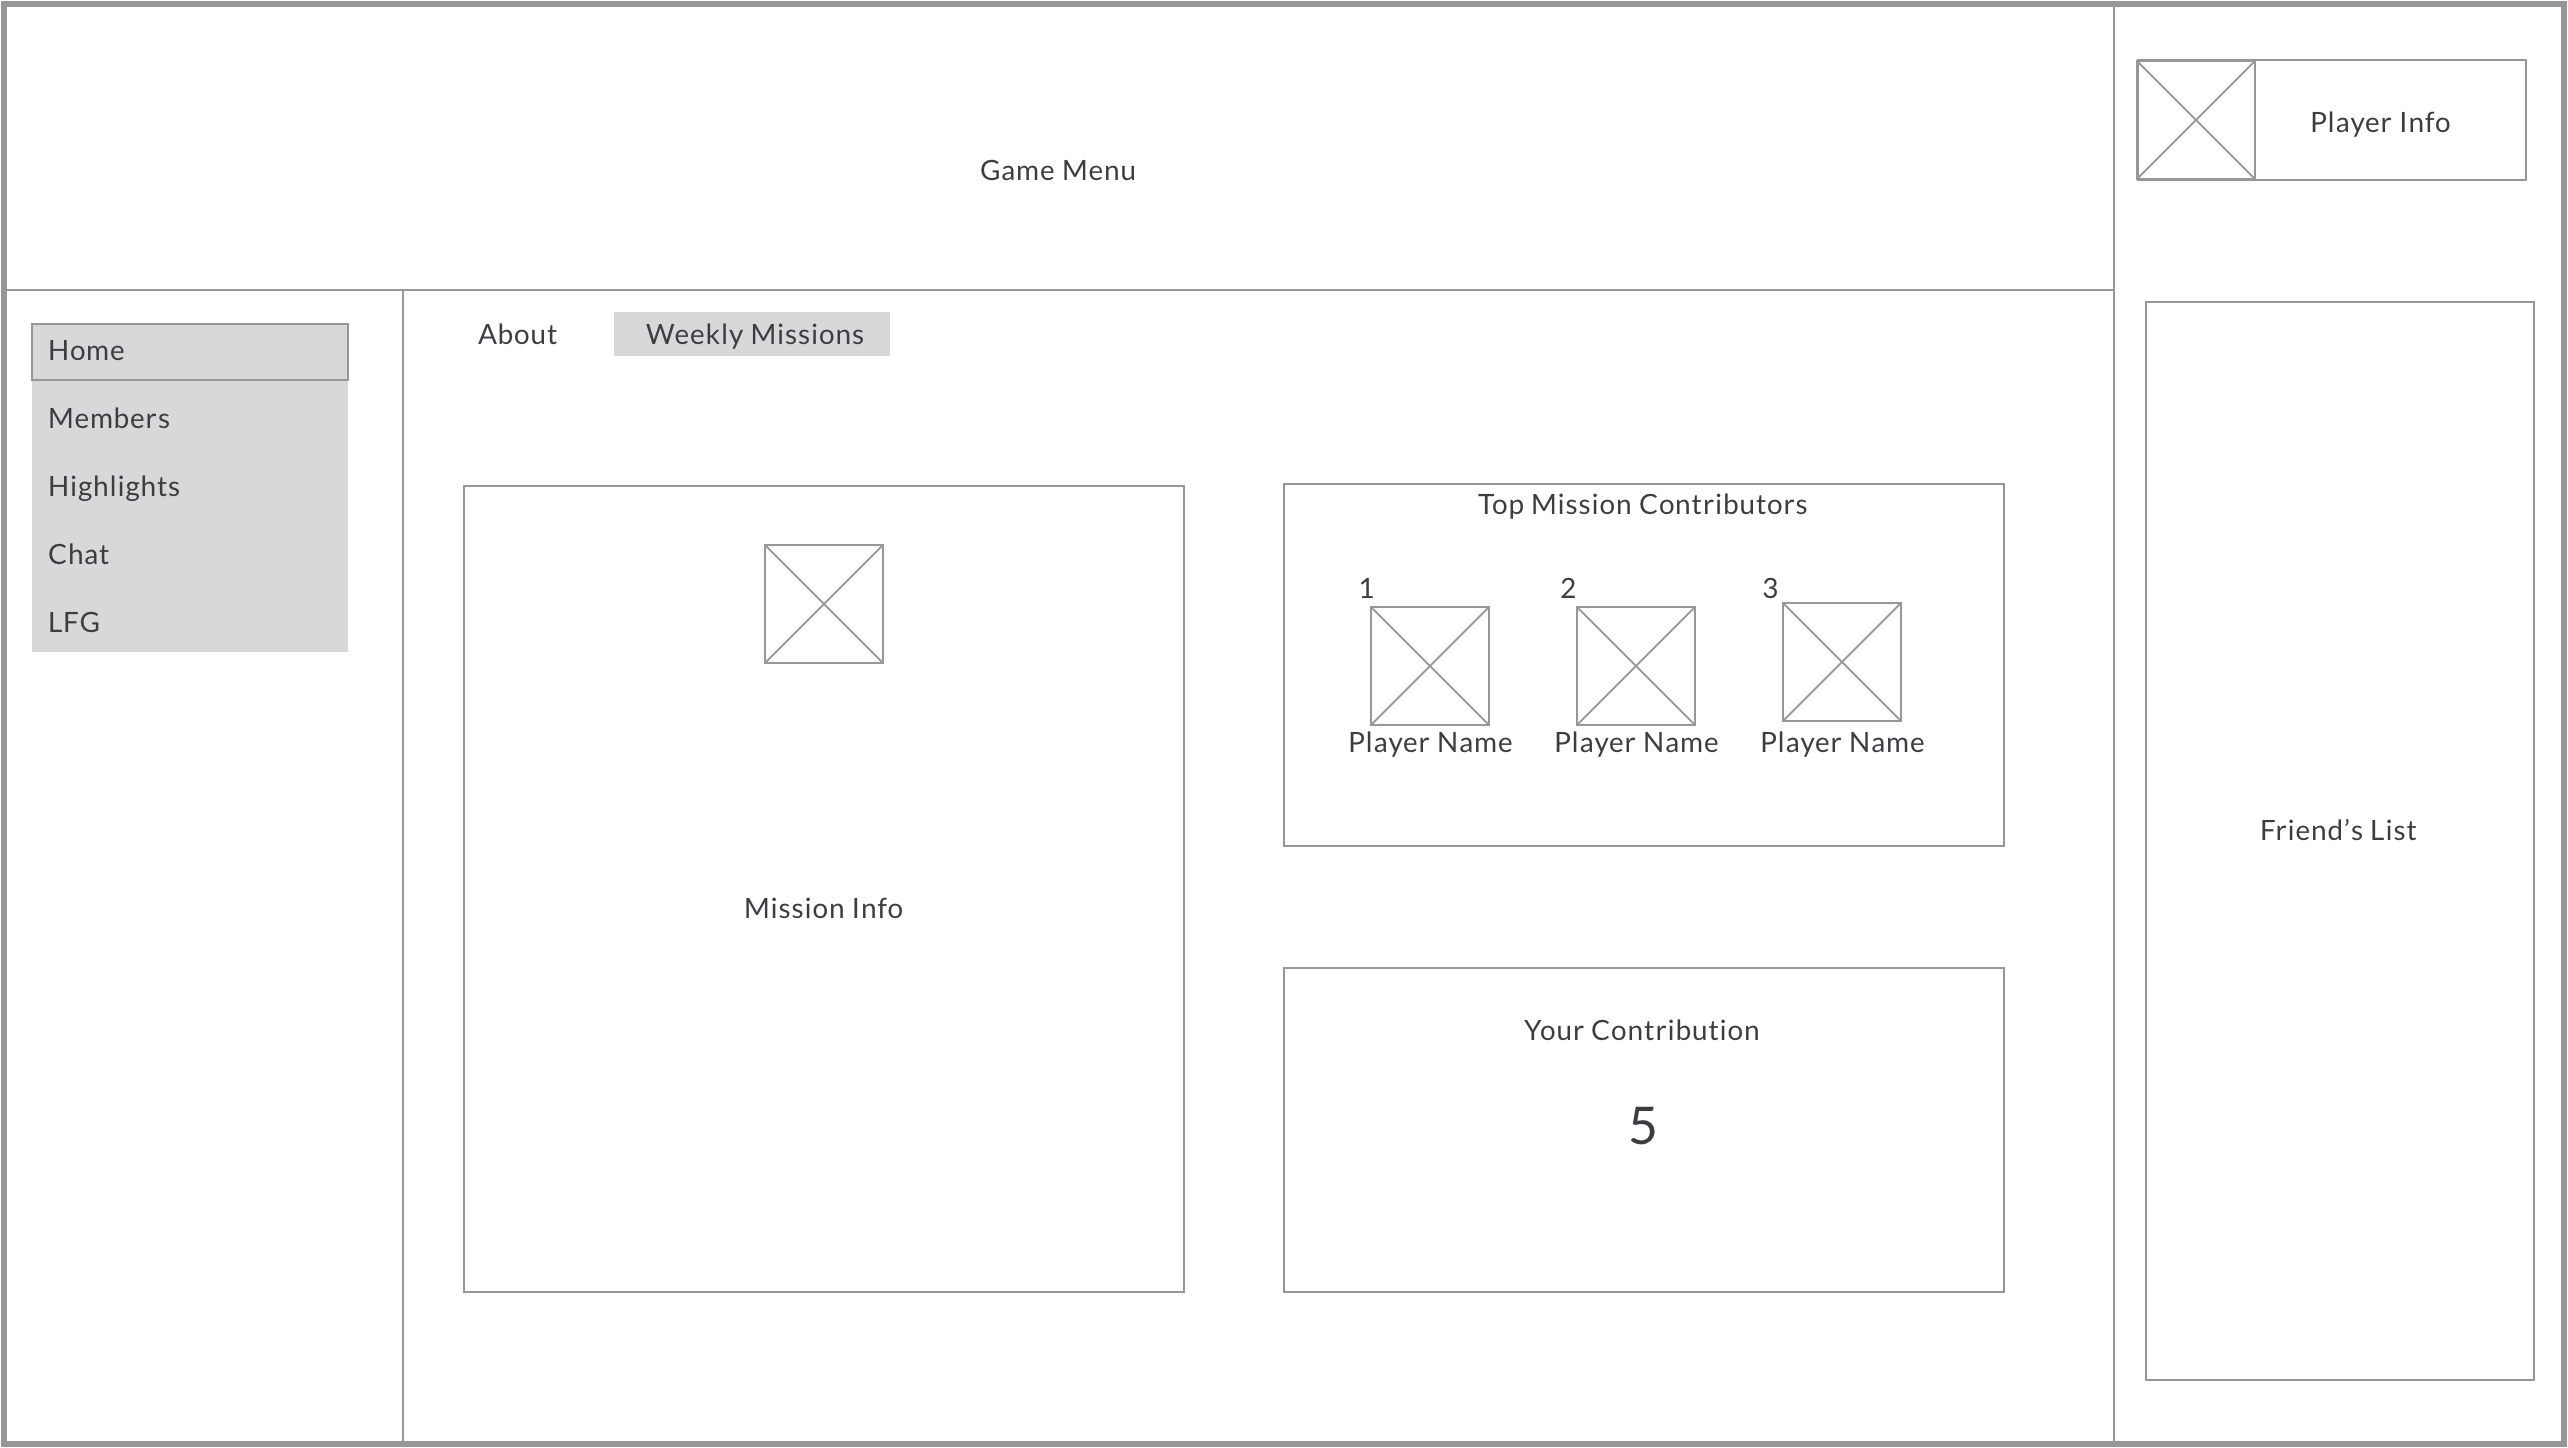 Game Menu
Player Info
Home
Members
Highlights
Chat
LFG
About
Weekly Missions
Mission Info
Top Mission Contributors
1 2 3
Player Name Player Name Player Name
Your Contribution
5
Friend’s List